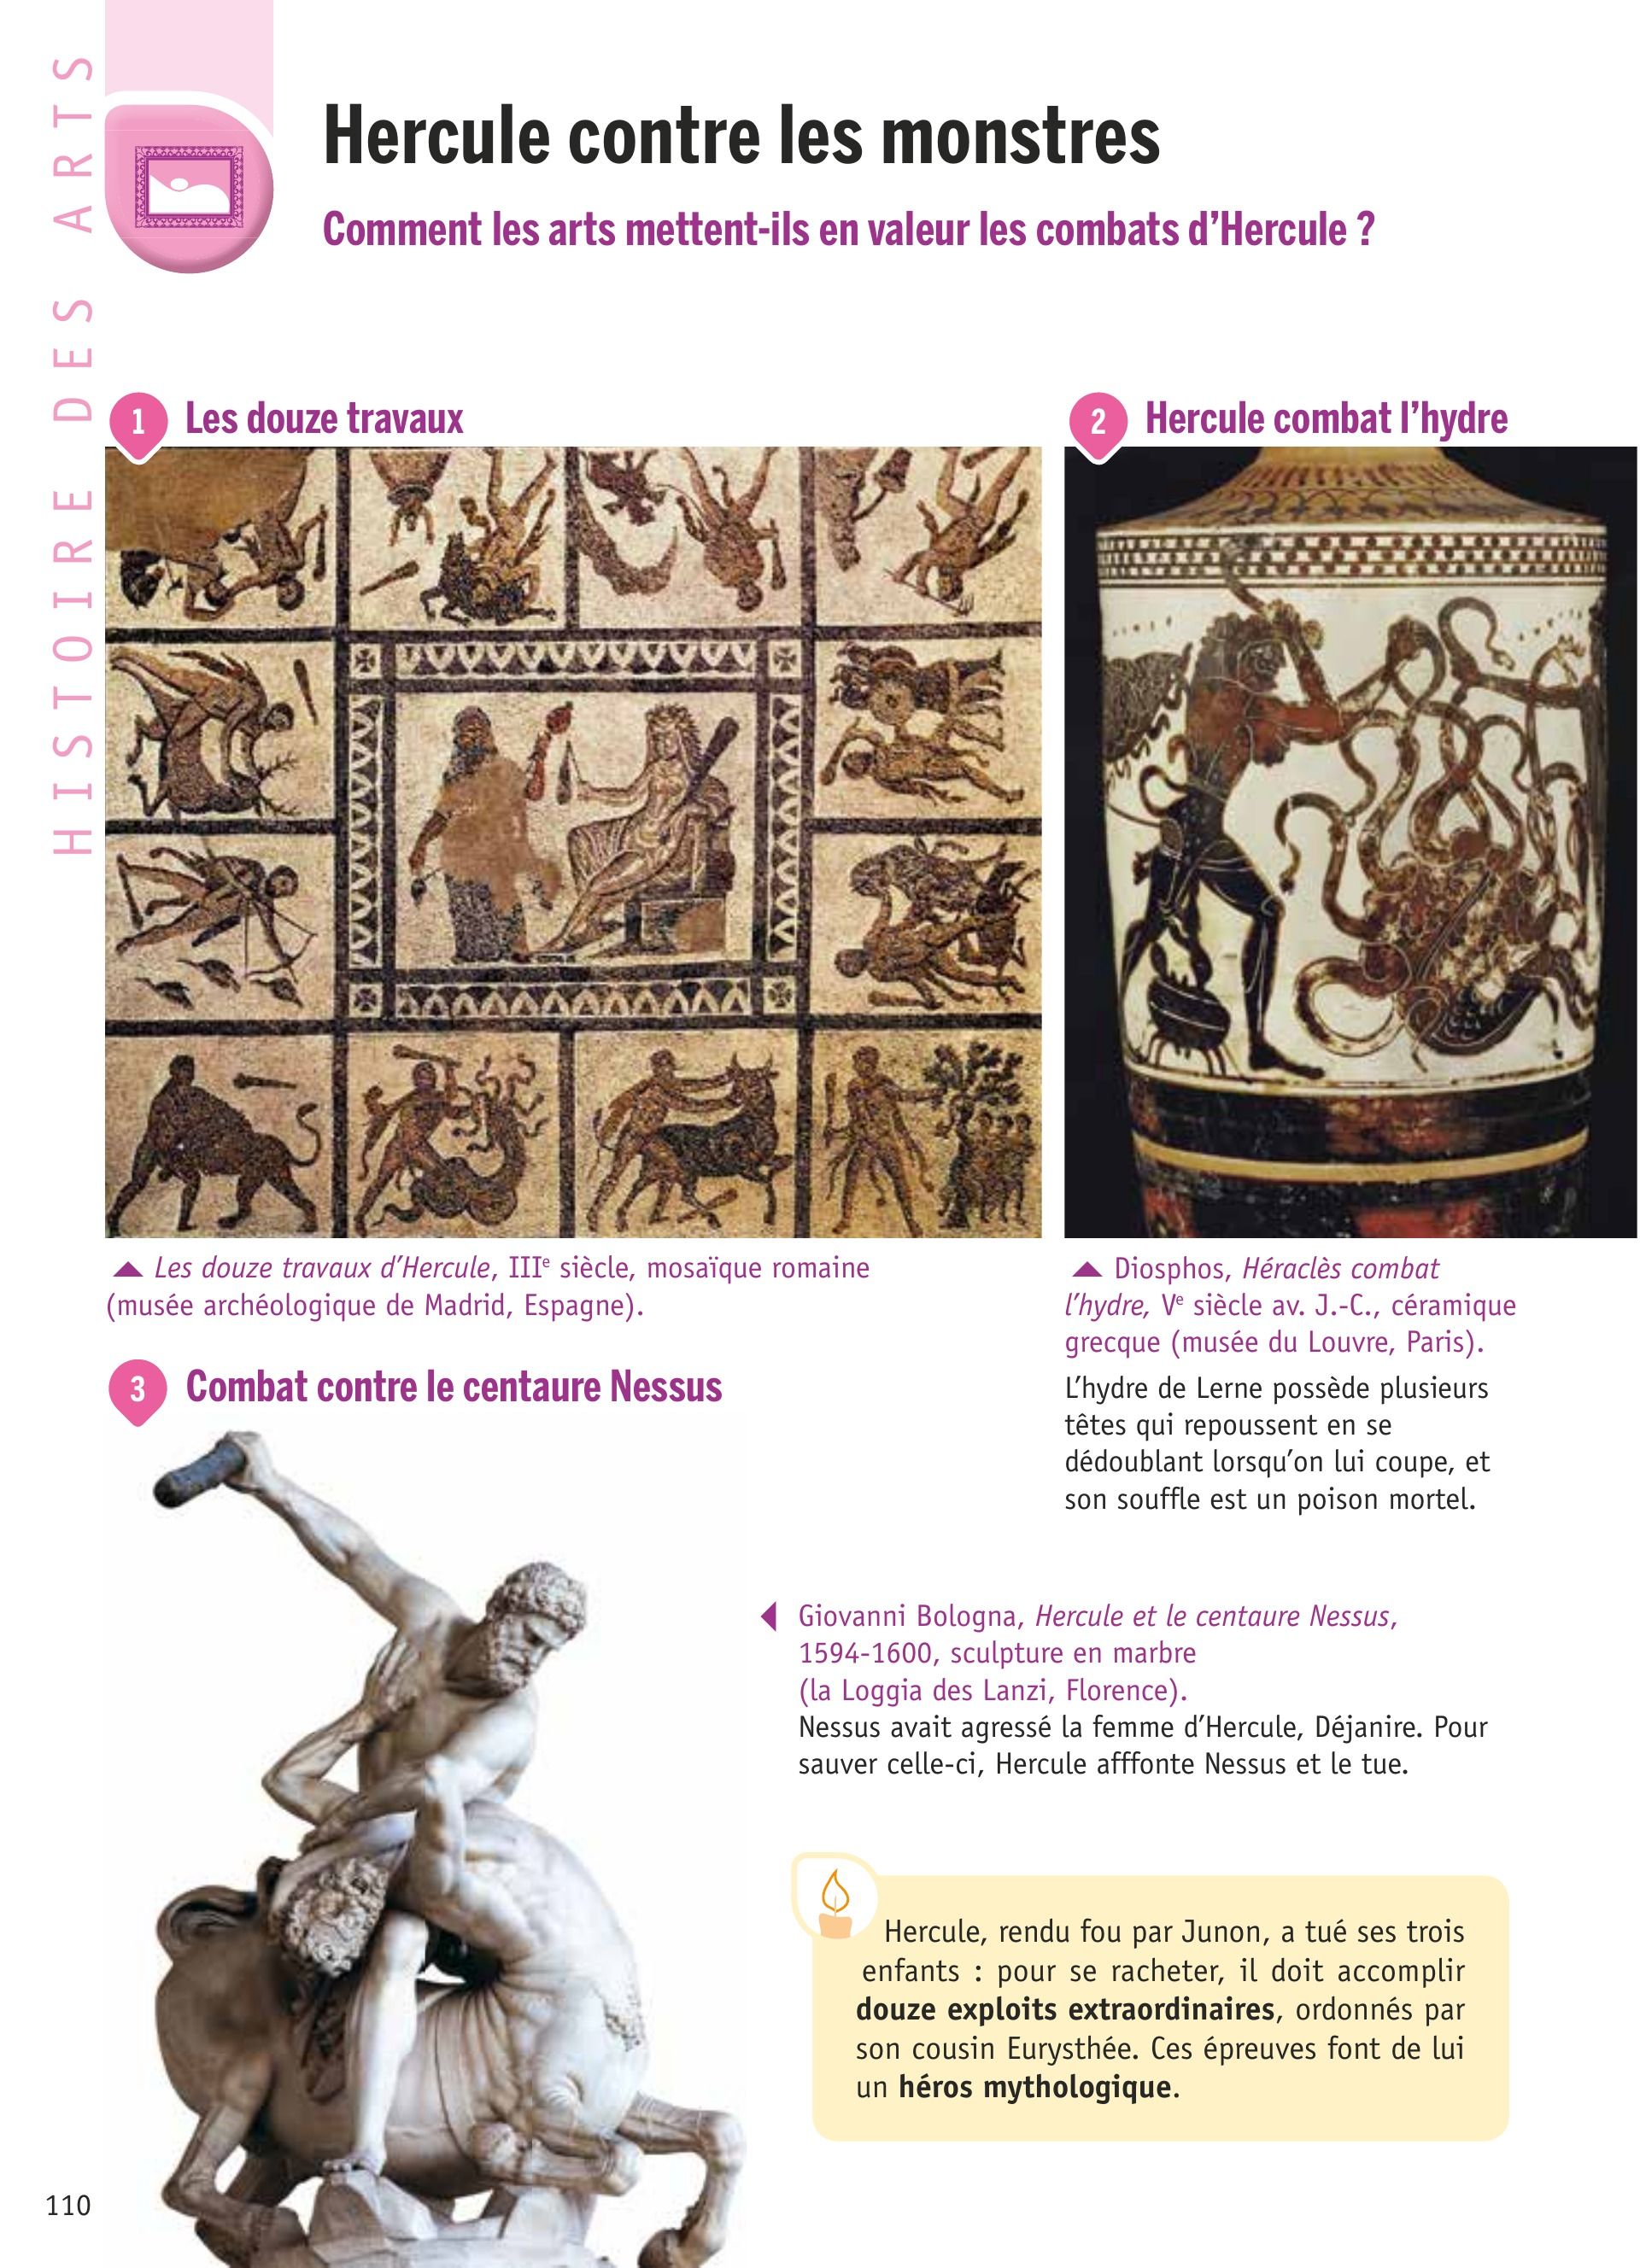 HISTOIRE DES ARTS
Hercule contre les monstres
Comment les arts mettent-ils en valeur les combats d'Hercule ?
1 Les douze travaux
Les douze travaux d'Hercule, IIIe siècle, mosaïque romaine
(musée archéologique de Madrid, Espagne).
2 Hercule combat l'hydre
Diosphos, Héraclès combat
l'hydre, Ve siècle av. J.-C., céramique
grecque (musée du Louvre, Paris).
L'hydre de Lerne possède plusieurs
têtes qui repoussent en se
dédoublant lorsqu'on lui coupe, et
son souffle est un poison mortel.
3 Combat contre le centaure Nessus
Giovanni Bologna, Hercule et le centaure Nessus,
1594-1600, sculpture en marbre
(la Loggia des Lanzi, Florence).
Nessus avait agressé la femme d'Hercule, Déjanire. Pour
sauver celle-ci, Hercule afffonte Nessus et le tue.
Hercule, rendu fou par Junon, a tué ses trois
enfants : pour se racheter, il doit accomplir
douze exploits extraordinaires, ordonnés par
son cousin Eurysthée. Ces épreuves font de lui
un héros mythologique.
110